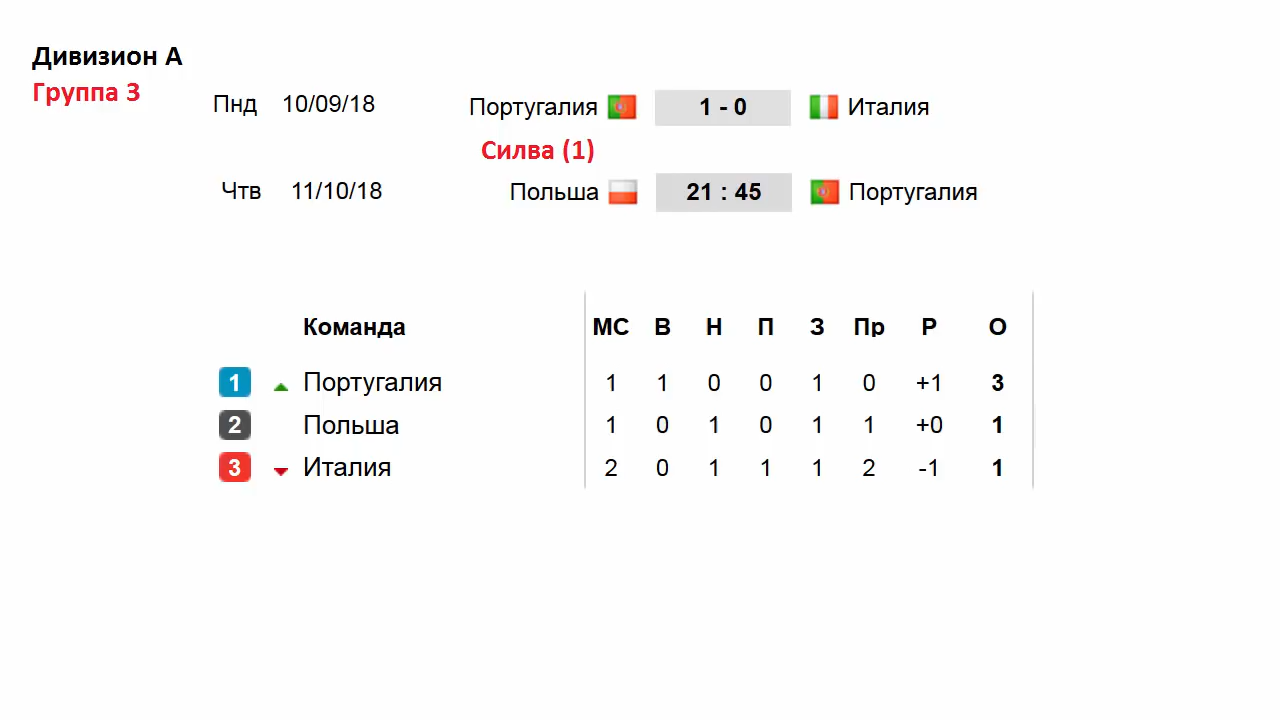 Дивизион А
Группа 3
Пнд 10/09/18 Португалия 1 - 0 Италия
Силва (1)
Чтв 11/10/18 Польша 21 : 45 Португалия
Команда МС В Н П З Пр Р О
1 Португалия 1 1 0 0 1 0 +1 3
2 Польша 1 0 1 0 1 1 +0 1
3 Италия 2 0 1 1 1 2 -1 1